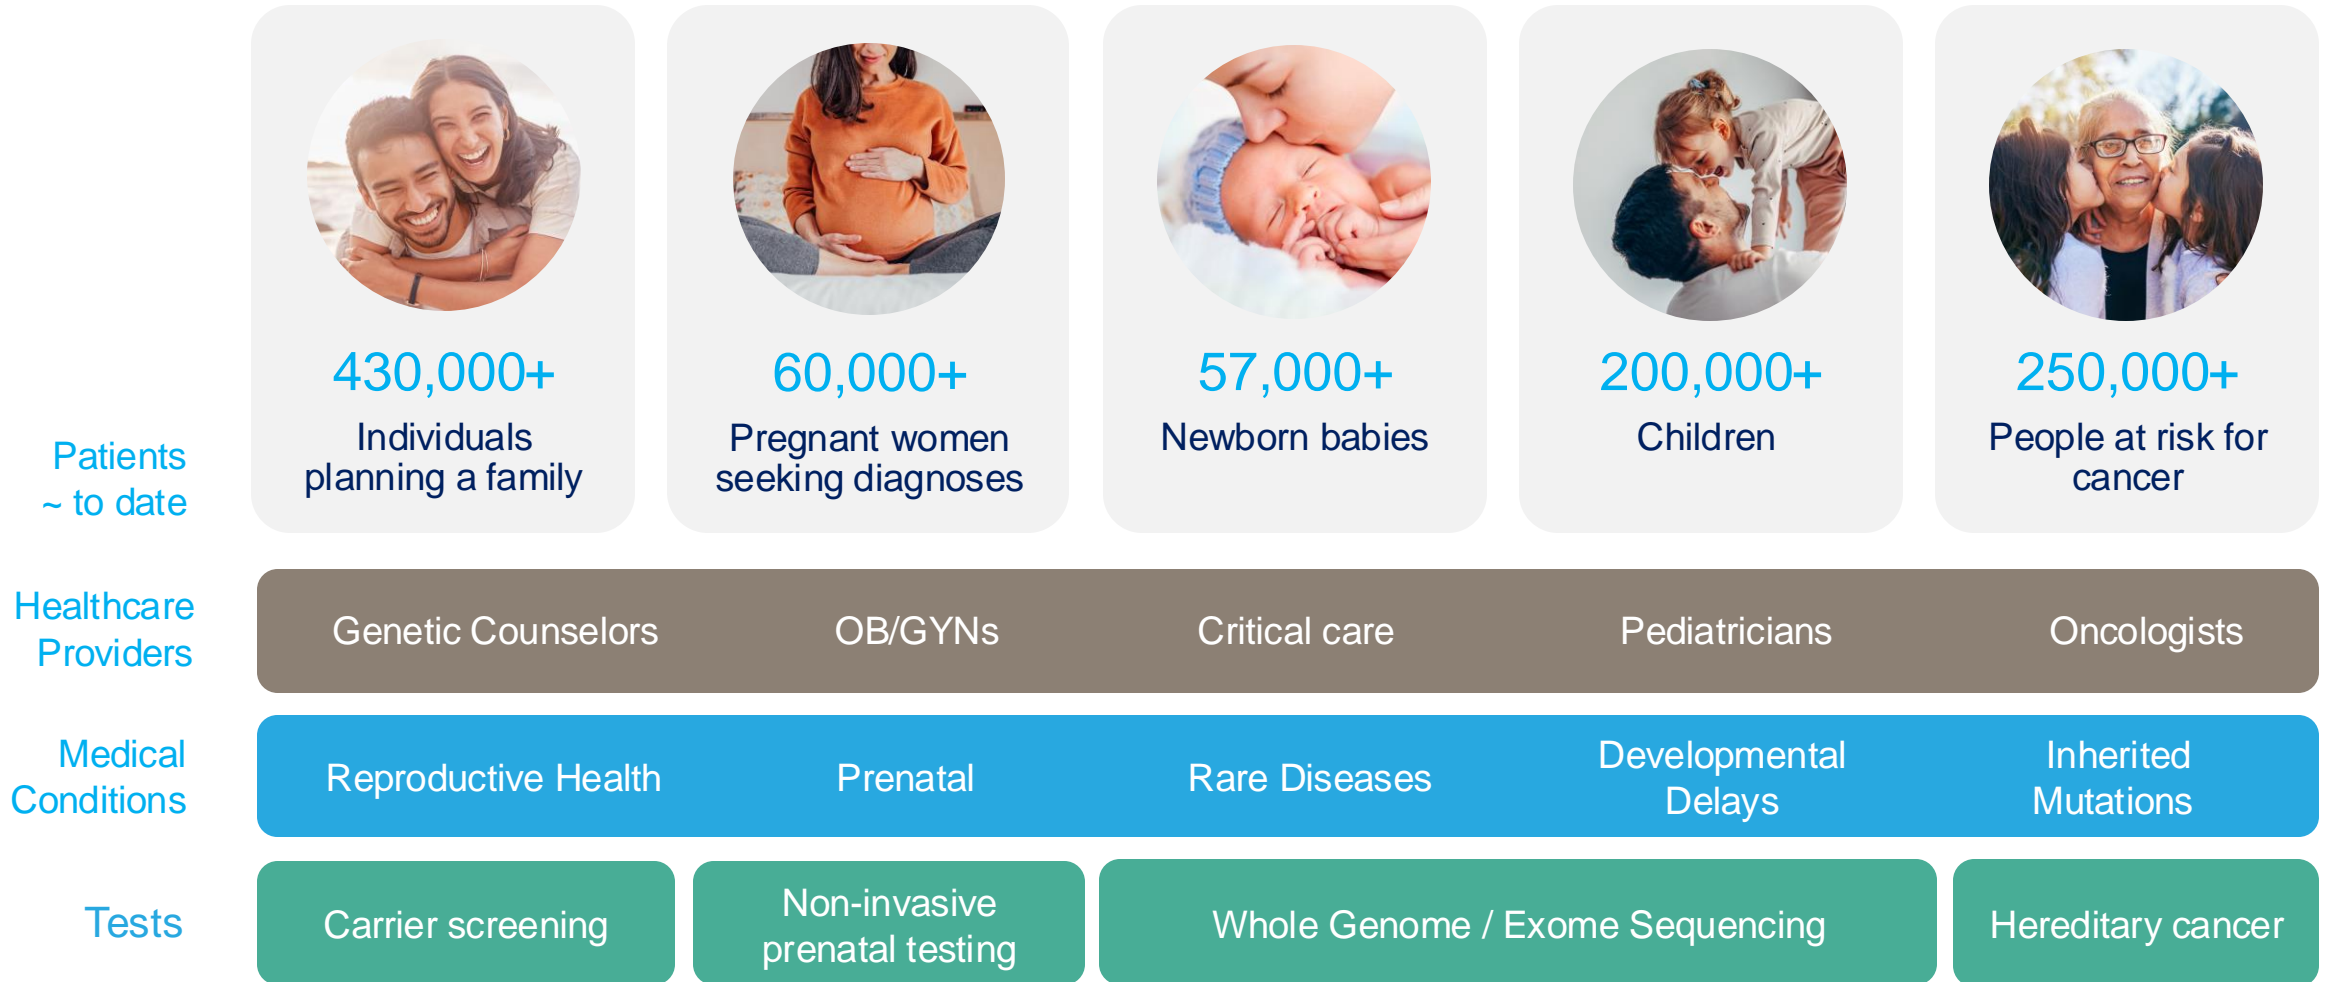 430,000+
Individuals
planning a family
60,000+
Pregnant women
seeking diagnoses
57,000+
Newborn babies
200,000+
Children
250,000+
People at risk for
cancer
Patients
~ to date
Healthcare
Providers
Genetic Counselors
OB/GYNs
Critical care
Pediatricians
Oncologists
Medical
Conditions
Reproductive Health
Prenatal
Rare Diseases
Developmental
Delays
Inherited
Mutations
Tests
Carrier screening
Non-invasive
prenatal testing
Whole Genome / Exome Sequencing
Hereditary cancer